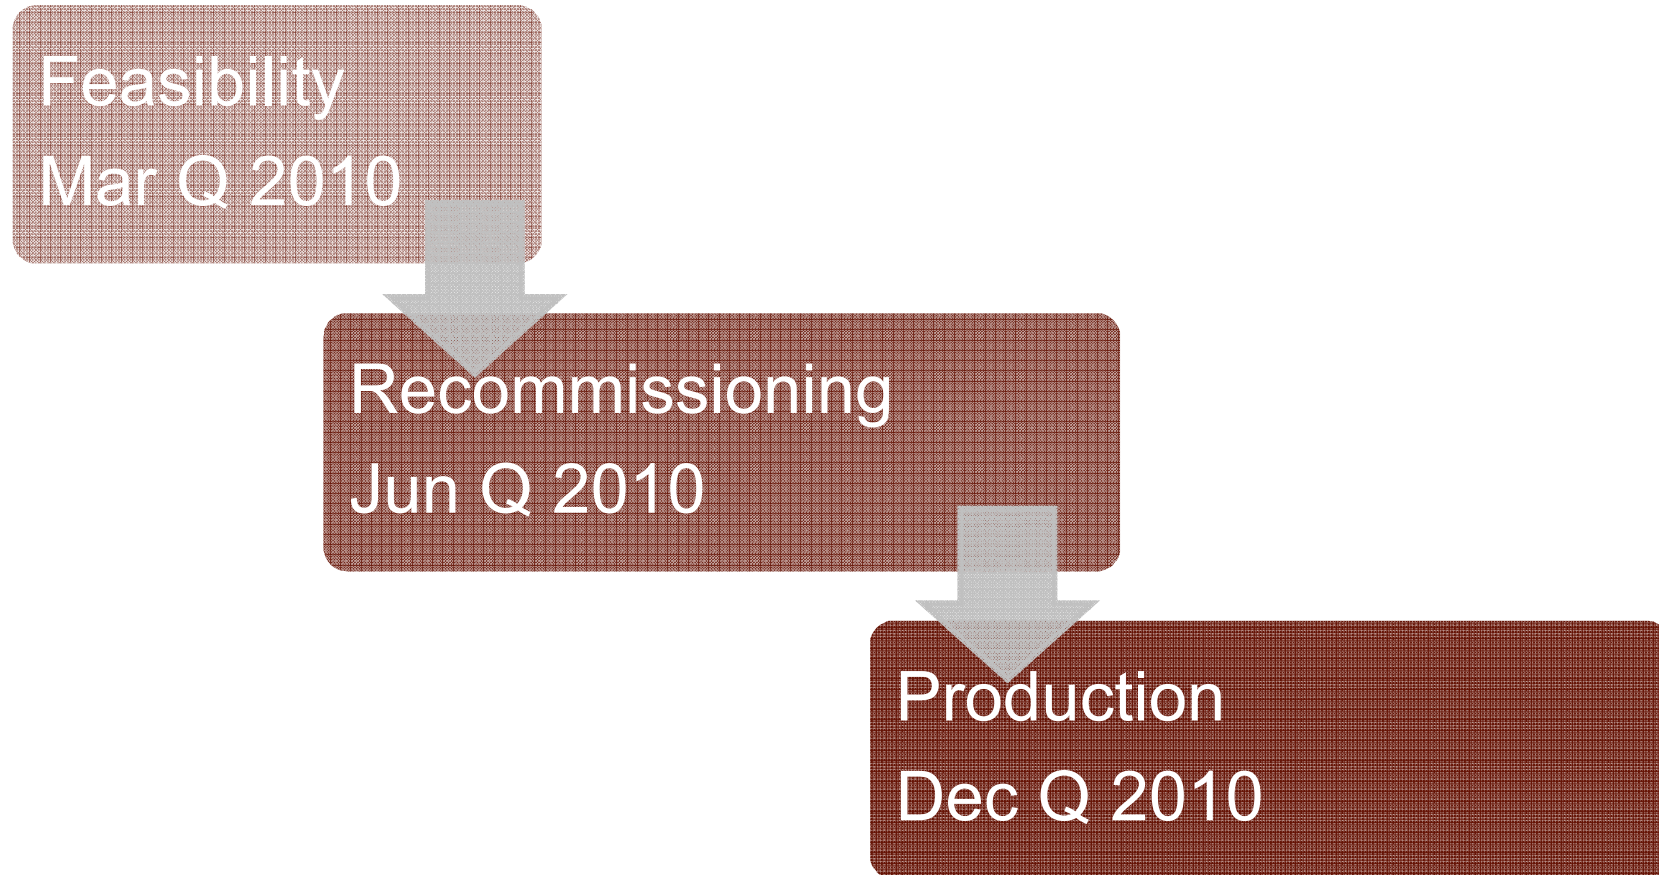 Feasibility
Mar Q 2010
Recommissioning
Jun Q 2010
Production
Dec Q 2010